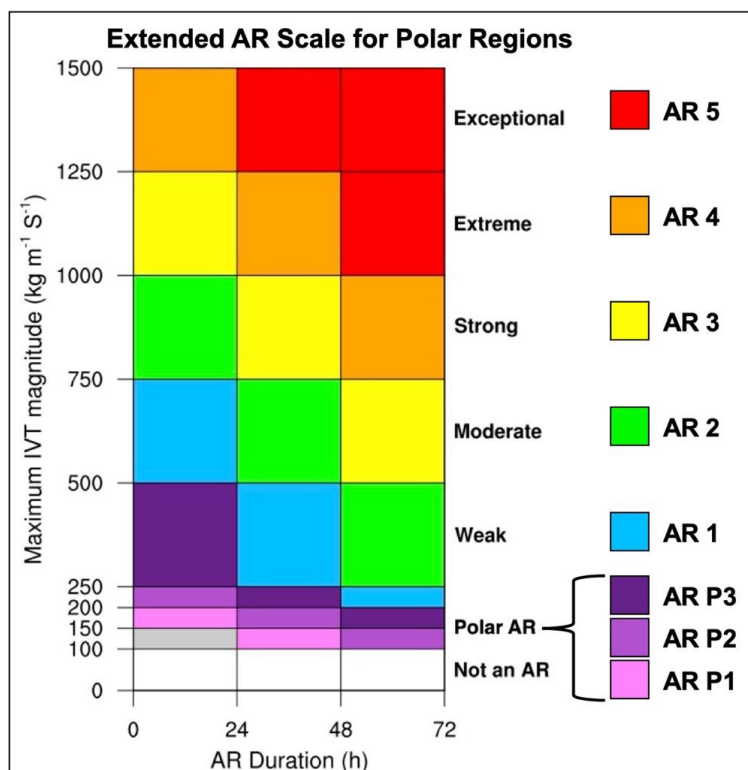 Extended AR Scale for Polar Regions
1500
1250
1000
750
500
250
200
150
100
0
Maximum IVT magnitude (kg m⁻¹ S⁻¹)
0 24 48 72
AR Duration (h)
Exceptional
Extreme
Strong
Moderate
Weak
Polar AR
Not an AR
AR 5
AR 4
AR 3
AR 2
AR 1
AR P3
AR P2
AR P1